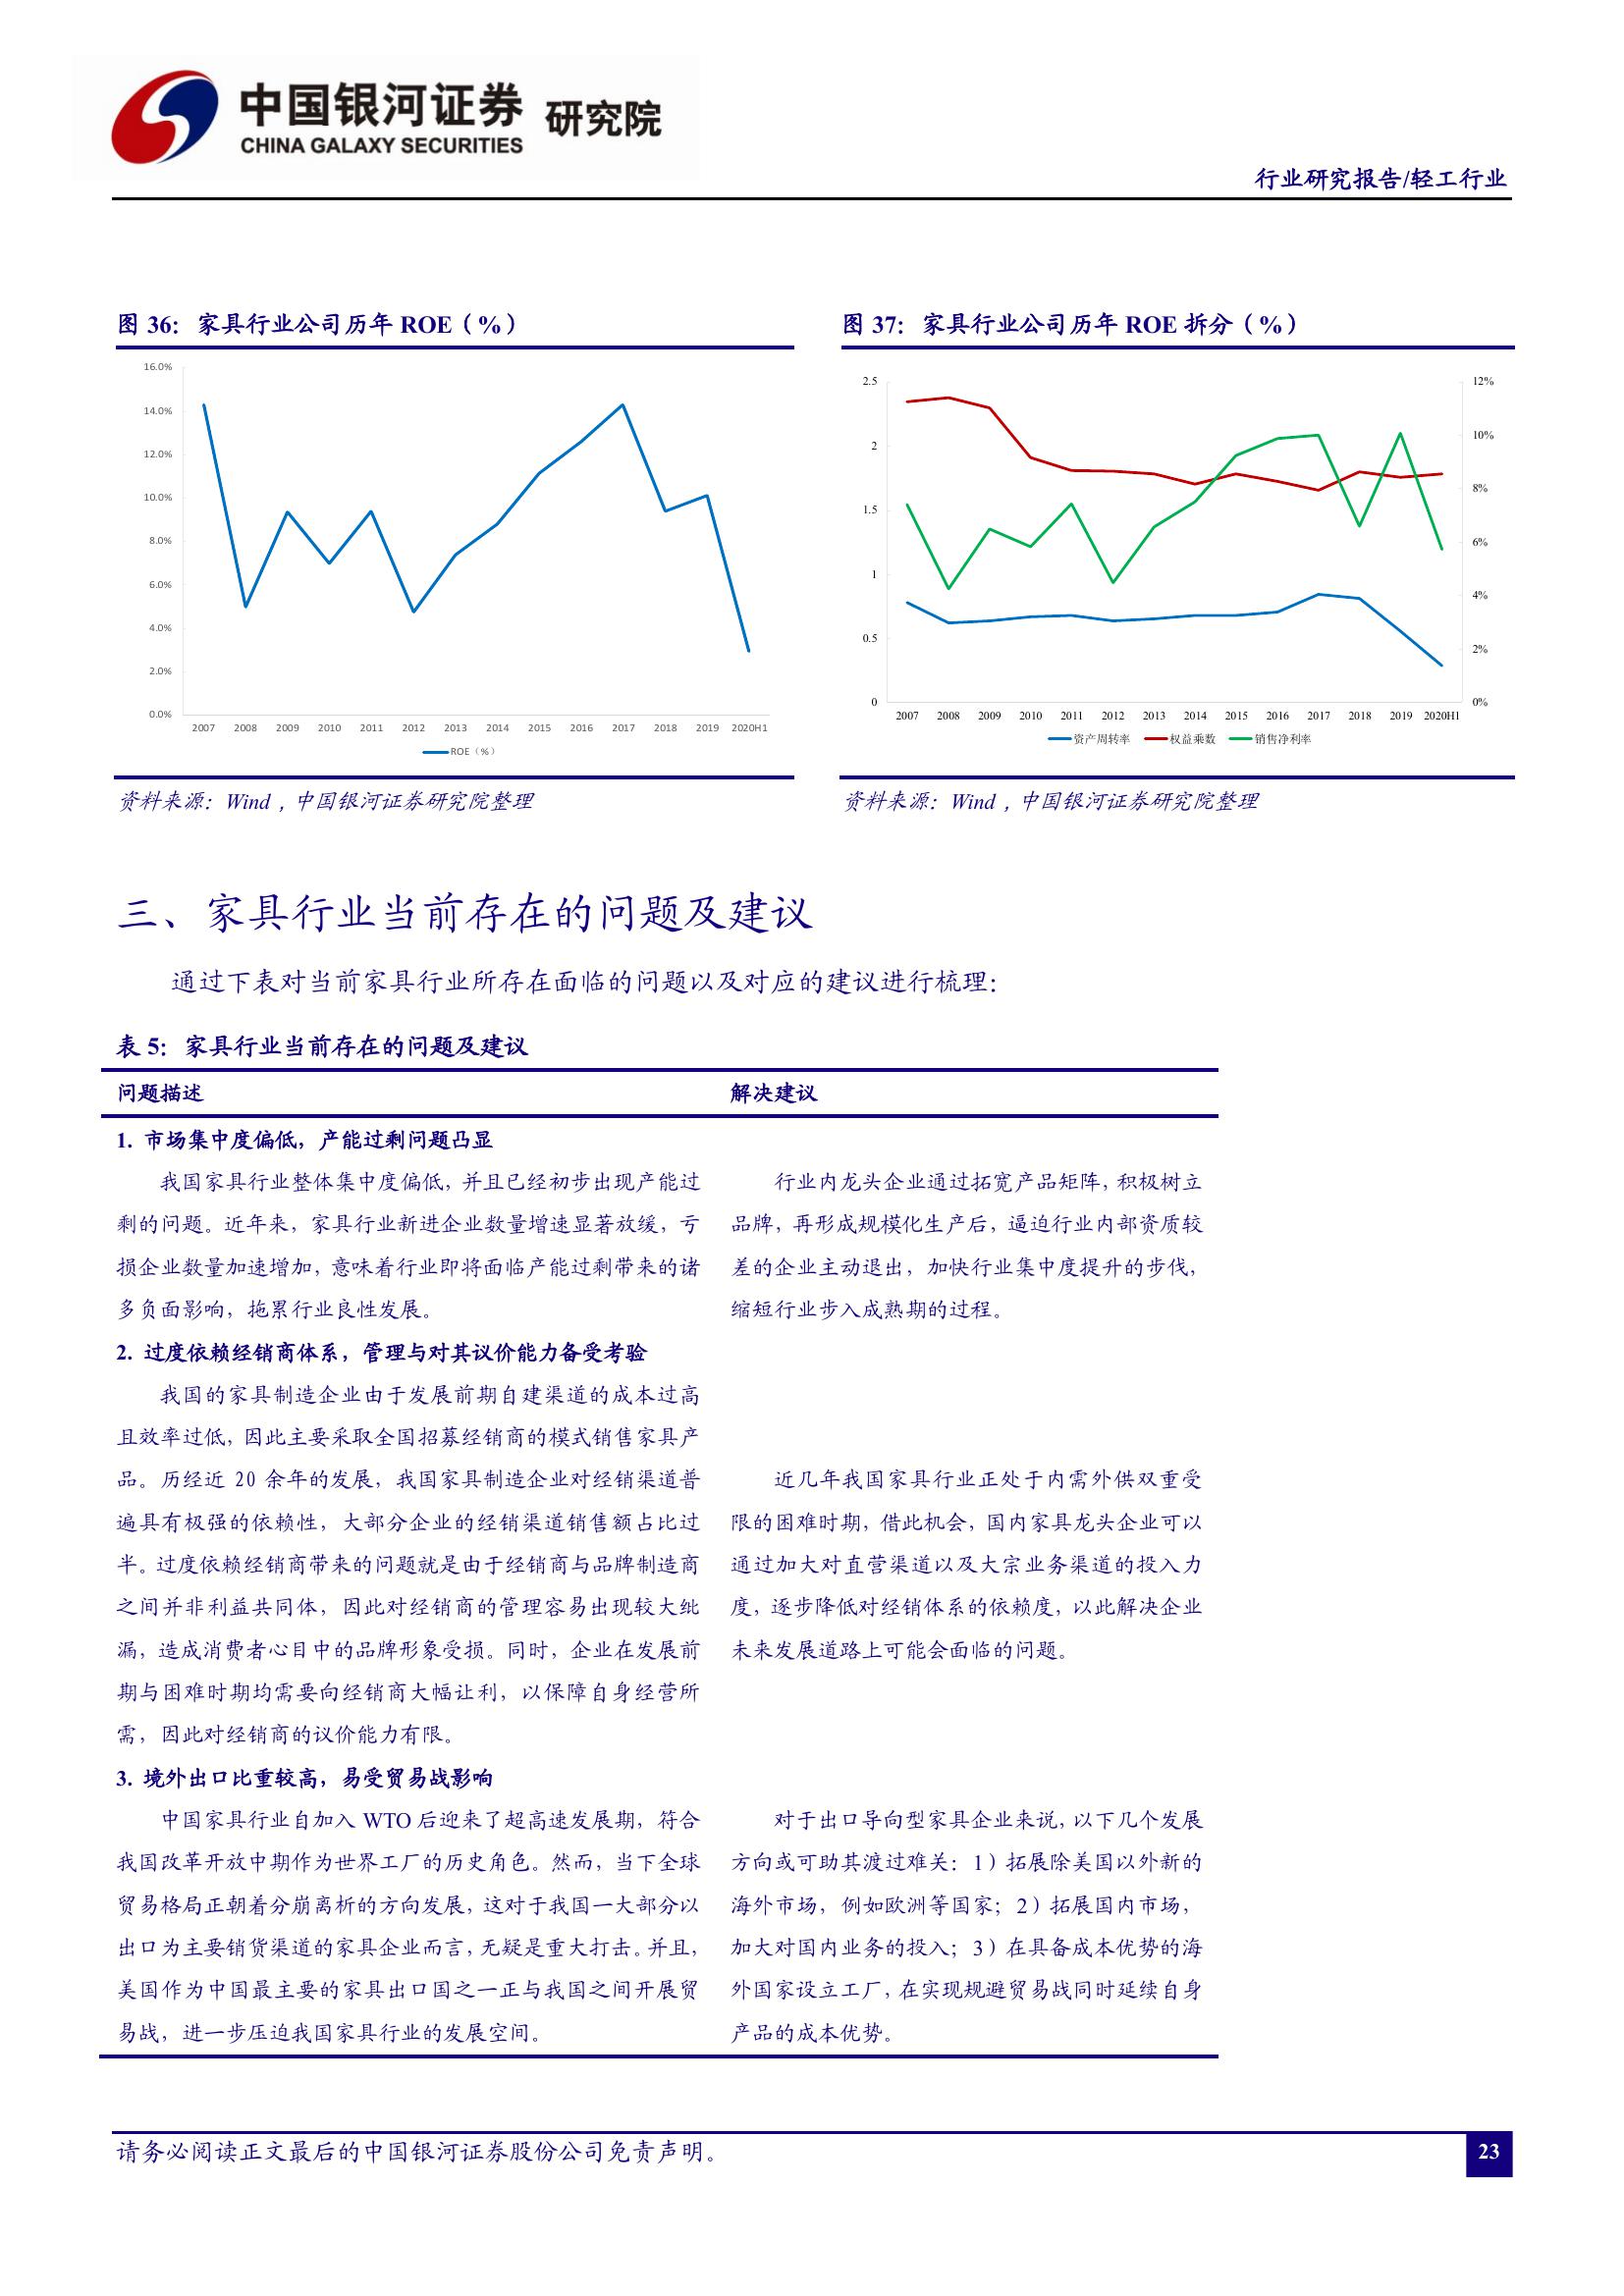 中国银河证券 研究院
CHINA GALAXY SECURITIES
行业研究报告/轻工行业
图 36：家具行业公司历年 ROE（%）
16.0%
14.0%
12.0%
10.0%
8.0%
6.0%
4.0%
2.0%
0.0%
2007 2008 2009 2010 2011 2012 2013 2014 2015 2016 2017 2018 2019 2020H1
ROE（%）
资料来源：Wind，中国银河证券研究院整理
图 37：家具行业公司历年 ROE 拆分（%）
2.5
2
1.5
1
0.5
0
12%
10%
8%
6%
4%
2%
0%
2007 2008 2009 2010 2011 2012 2013 2014 2015 2016 2017 2018 2019 2020H1
资产周转率 权益乘数 销售净利率
资料来源：Wind，中国银河证券研究院整理
三、家具行业当前存在的问题及建议
通过下表对当前家具行业所存在面临的问题以及对应的建议进行梳理：
表 5：家具行业当前存在的问题及建议
问题描述 解决建议
1. 市场集中度偏低，产能过剩问题凸显
我国家具行业整体集中度偏低，并且已经初步出现产能过
剩的问题。近年来，家具行业新进企业数量增速显著放缓，亏
损企业数量加速增加，意味着行业即将面临产能过剩带来的诸
多负面影响，拖累行业良性发展。
行业内龙头企业通过拓宽产品矩阵，积极树立
品牌，再形成规模化生产后，逼迫行业内部资质较
差的企业主动退出，加快行业集中度提升的步伐，
缩短行业步入成熟期的过程。
2. 过度依赖经销商体系，管理与对其议价能力备受考验
我国的家具制造企业由于发展前期自建渠道的成本过高
且效率过低，因此主要采取全国招募经销商的模式销售家具产
品。历经近 20 余年的发展，我国家具制造企业对经销渠道普
遍具有极强的依赖性，大部分企业的经销渠道销售额占比过
半。过度依赖经销商带来的问题就是由于经销商与品牌制造商
之间并非利益共同体，因此对经销商的管理容易出现较大纰
漏，造成消费者心目中的品牌形象受损。同时，企业在发展前
期与困难时期均需要向经销商大幅让利，以保障自身经营所
需，因此对经销商的议价能力有限。
近几年我国家具行业正处于内需外供双重受
限的困难时期，借此机会，国内家具龙头企业可以
通过加大对直营渠道以及大宗业务渠道的投入力
度，逐步降低对经销体系的依赖度，以此解决企业
未来发展道路上可能会面临的问题。
3. 境外出口比重较高，易受贸易战影响
中国家具行业自加入 WTO 后迎来了超高速发展期，符合
我国改革开放中期作为世界工厂的历史角色。然而，当下全球
贸易格局正朝着分崩离析的方向发展，这对于我国一大部分以
出口为主要销货渠道的家具企业而言，无疑是重大打击。并且，
美国作为中国最主要的家具出口国之一正与我国之间开展贸
易战，进一步压迫我国家具行业的发展空间。
对于出口导向型家具企业来说，以下几个发展
方向或可助其渡过难关：1）拓展除美国以外新的
海外市场，例如欧洲等国家；2）拓展国内市场，
加大对国内业务的投入；3）在具备成本优势的海
外国家设立工厂，在实现规避贸易战同时延续自身
产品的成本优势。
请务必阅读正文最后的中国银河证券股份公司免责声明。
23